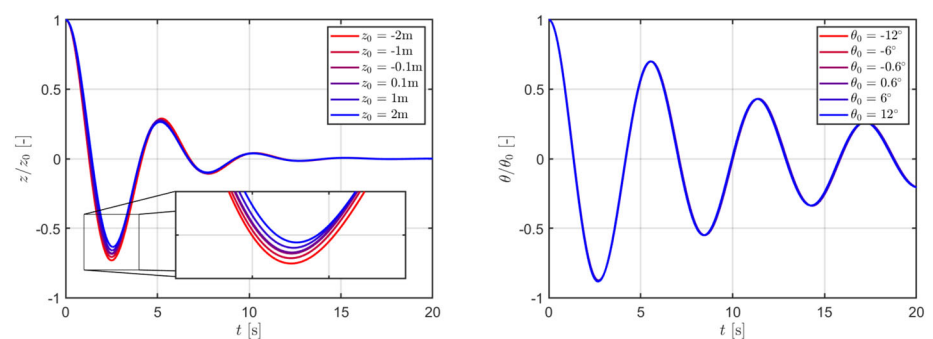 1
0.5
0
-0.5
-1
z/z₀ [-]
0
5
10
15
20
t [s]
z₀ = -2m
z₀ = -1m
z₀ = -0.1m
z₀ = 0.1m
z₀ = 1m
z₀ = 2m
1
0.5
0
-0.5
-1
θ/θ₀ [-]
0
5
10
15
20
t [s]
θ₀ = -12°
θ₀ = -6°
θ₀ = -0.6°
θ₀ = 0.6°
θ₀ = 6°
θ₀ = 12°